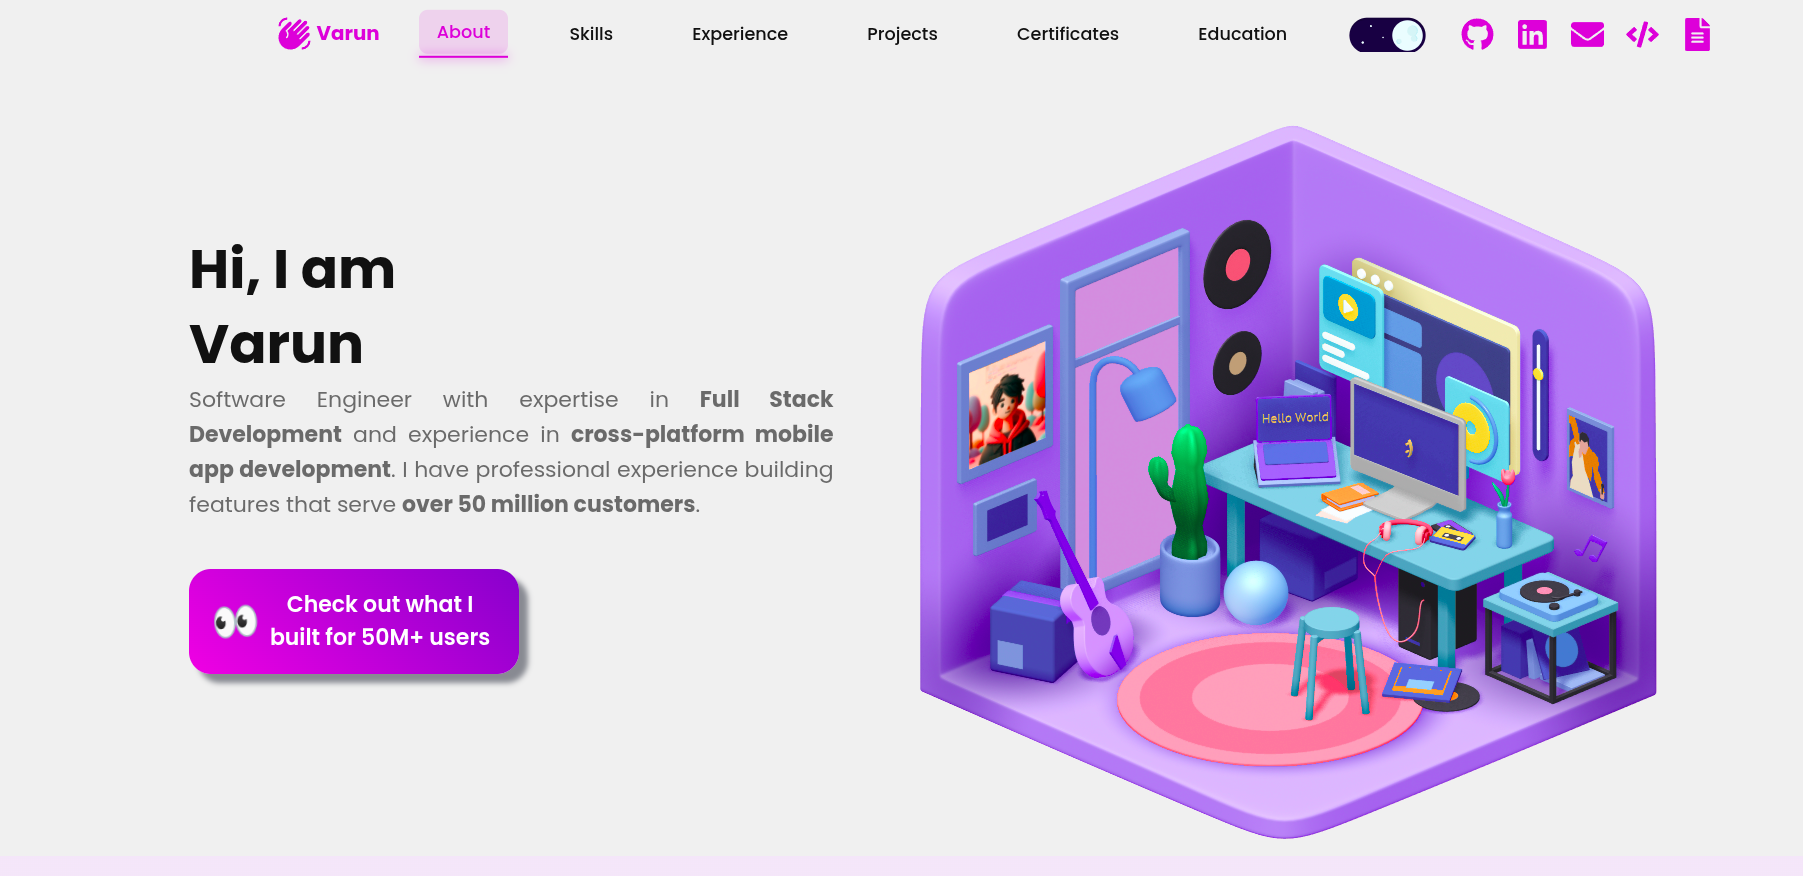 Varun
About
Skills
Experience
Projects
Certificates
Education
Hi, I am
Varun
Software Engineer with expertise in Full Stack
Development and experience in cross-platform mobile
app development. I have professional experience building
features that serve over 50 million customers.
Check out what I
built for 50M+ users
Hello World